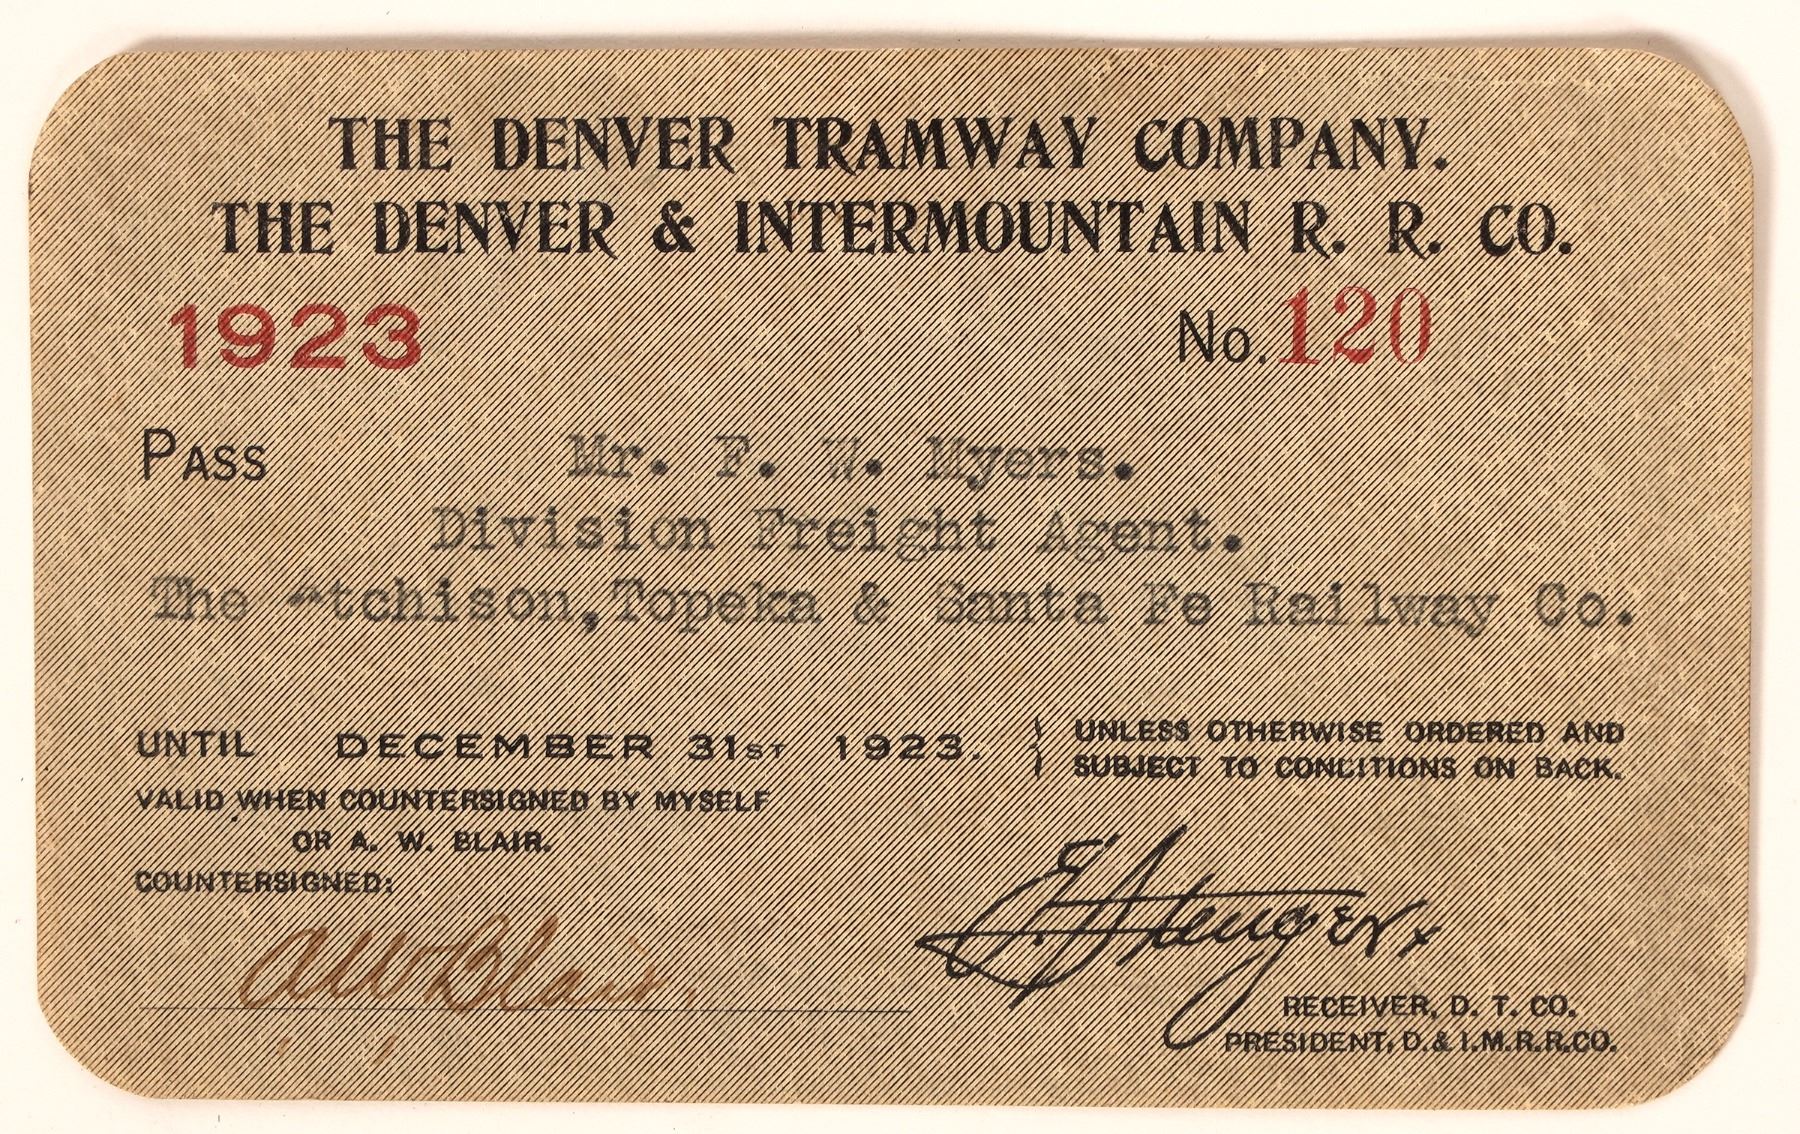 THE DENVER TRAMWAY COMPANY.
THE DENVER & INTERMOUNTAIN R. R. CO.
1923 No. 120
PASS Mr. F. W. Myers.
Division Freight Agent.
The Atchison, Topeka & Santa Fe Railway Co.
UNTIL DECEMBER 31ST 1923. } UNLESS OTHERWISE ORDERED AND
SUBJECT TO CONDITIONS ON BACK.
VALID WHEN COUNTERSIGNED BY MYSELF
OR A. W. BLAIR.
COUNTERSIGNED:
AW Blair.
E Stenger
RECEIVER, D. T. CO.
PRESIDENT, D. & I. M. R. R. CO.